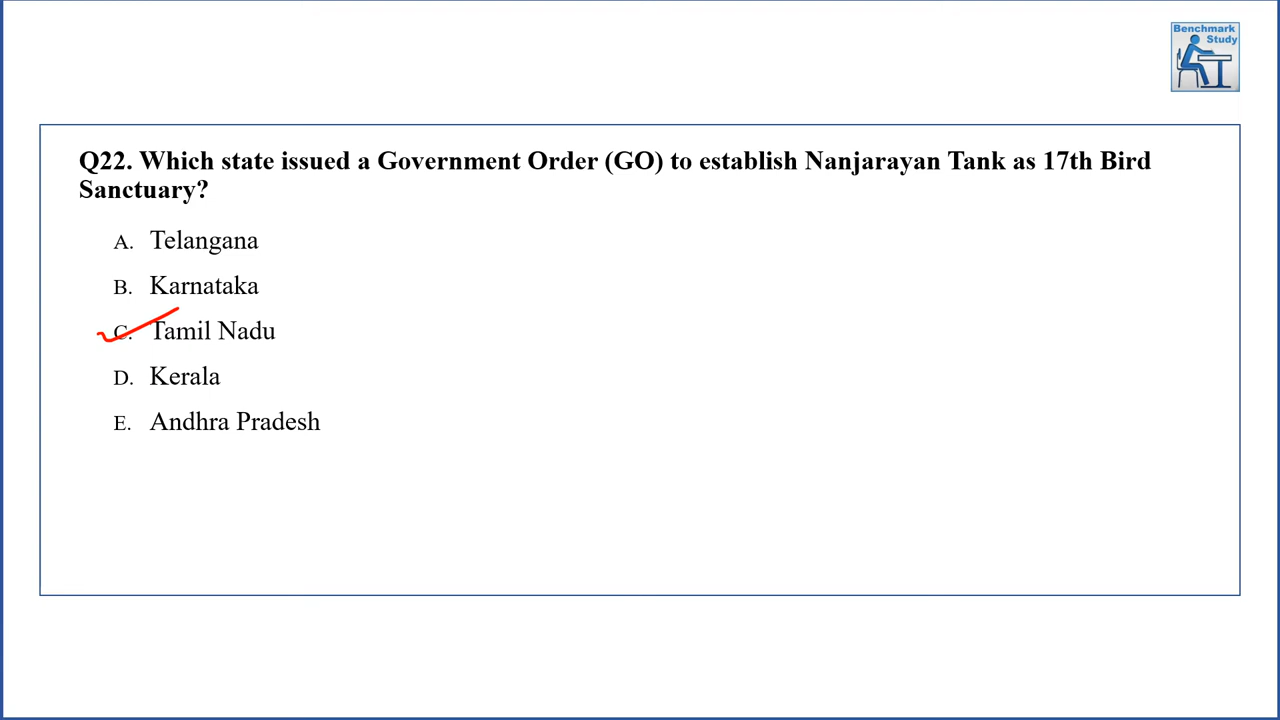 Benchmark
Study
Q22. Which state issued a Government Order (GO) to establish Nanjarayan Tank as 17th Bird
Sanctuary?
A. Telangana
B. Karnataka
C. Tamil Nadu
D. Kerala
E. Andhra Pradesh